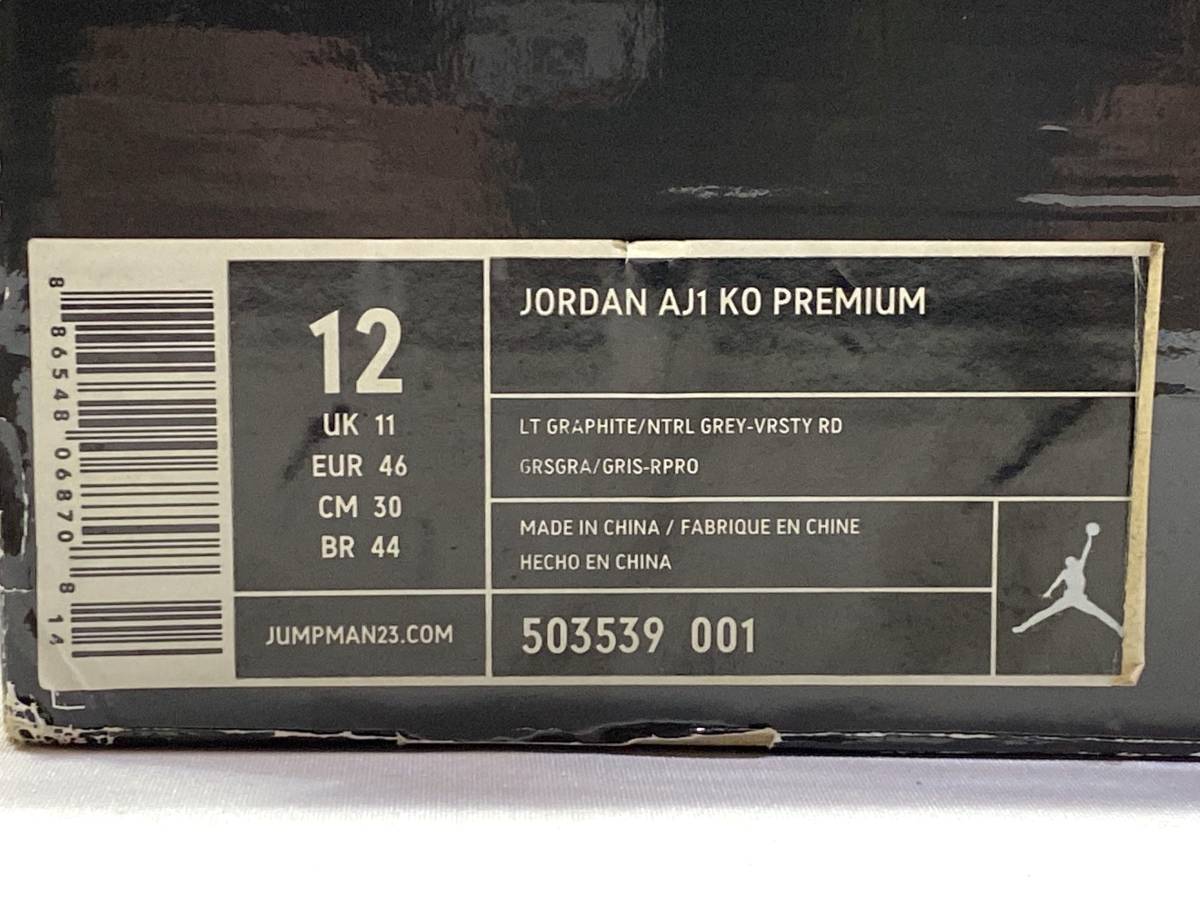 8 86548 06870 8 14
12
UK 11
EUR 46
CM 30
BR 44
JUMPMAN23.COM
JORDAN AJ1 KO PREMIUM
LT GRAPHITE/NTRL GREY-VRSTY RD
GRSGRA/GRIS-RPRO
MADE IN CHINA / FABRIQUE EN CHINE
HECHO EN CHINA
503539 001